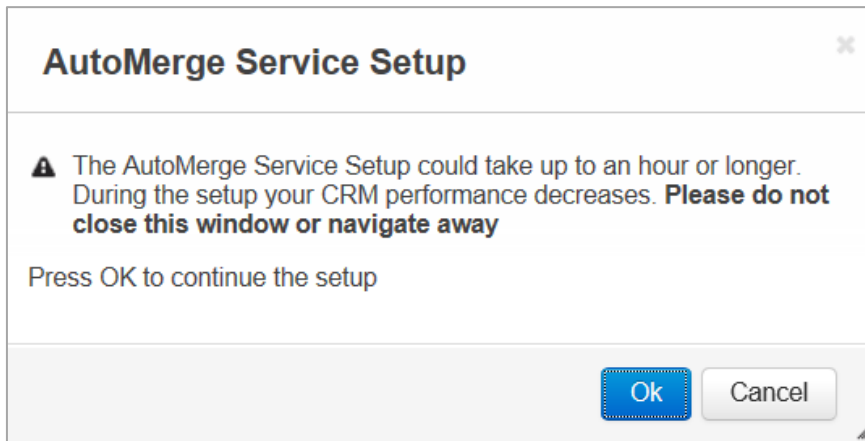 AutoMerge Service Setup
The AutoMerge Service Setup could take up to an hour or longer.
During the setup your CRM performance decreases. Please do not
close this window or navigate away
Press OK to continue the setup
Ok
Cancel